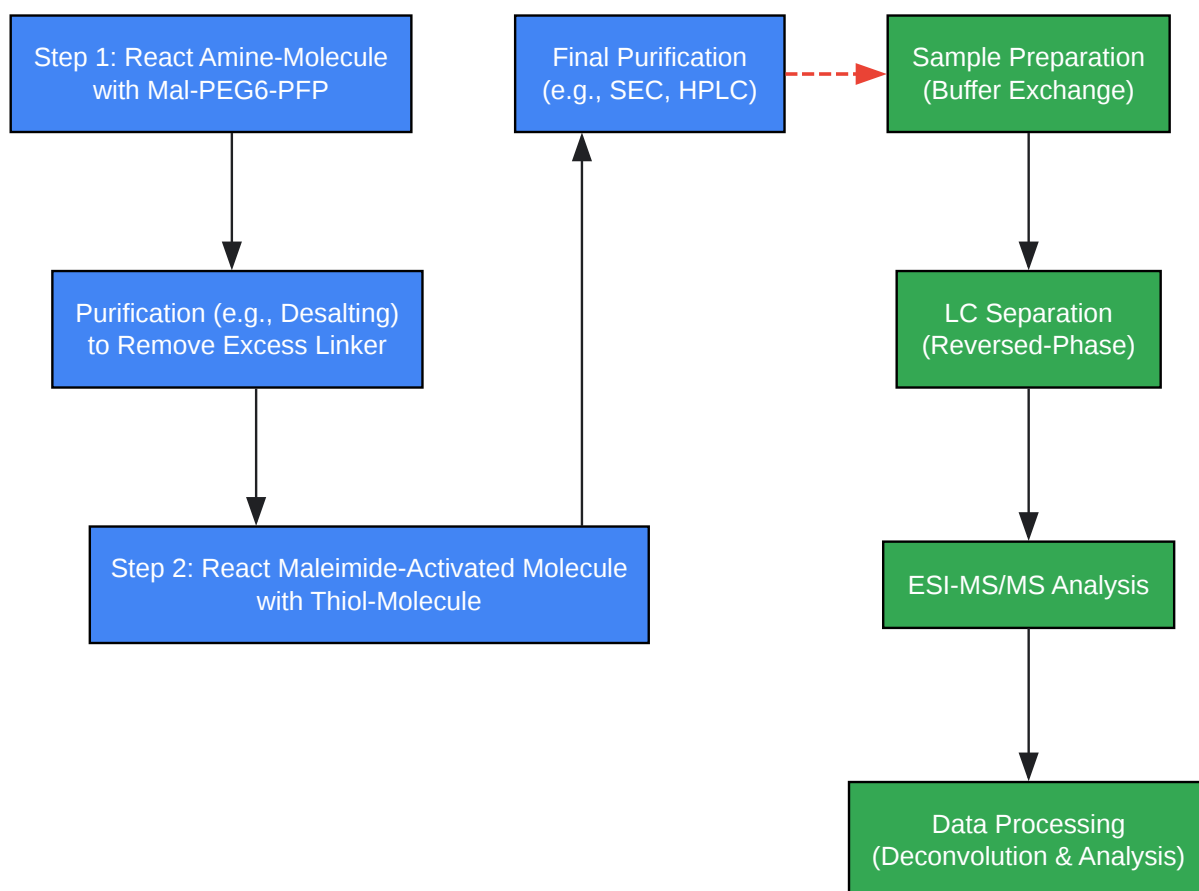 Step 1: React Amine-Molecule
with Mal-PEG6-PFP
Purification (e.g., Desalting)
to Remove Excess Linker
Step 2: React Maleimide-Activated Molecule
with Thiol-Molecule
Final Purification
(e.g., SEC, HPLC)
Sample Preparation
(Buffer Exchange)
LC Separation
(Reversed-Phase)
ESI-MS/MS Analysis
Data Processing
(Deconvolution & Analysis)